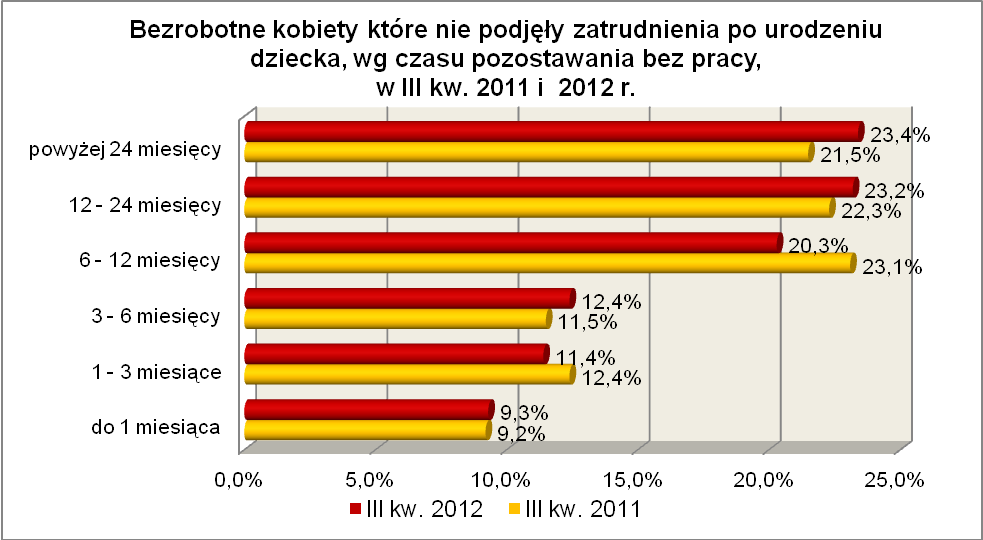 Bezrobotne kobiety które nie podjęły zatrudnienia po urodzeniu
dziecka, wg czasu pozostawania bez pracy,
w III kw. 2011 i 2012 r.
powyżej 24 miesięcy
23,4%
21,5%
12 - 24 miesięcy
23,2%
22,3%
6 - 12 miesięcy
20,3%
23,1%
3 - 6 miesięcy
12,4%
11,5%
1 - 3 miesiące
11,4%
12,4%
do 1 miesiąca
9,3%
9,2%
0,0% 5,0% 10,0% 15,0% 20,0% 25,0%
III kw. 2012 III kw. 2011